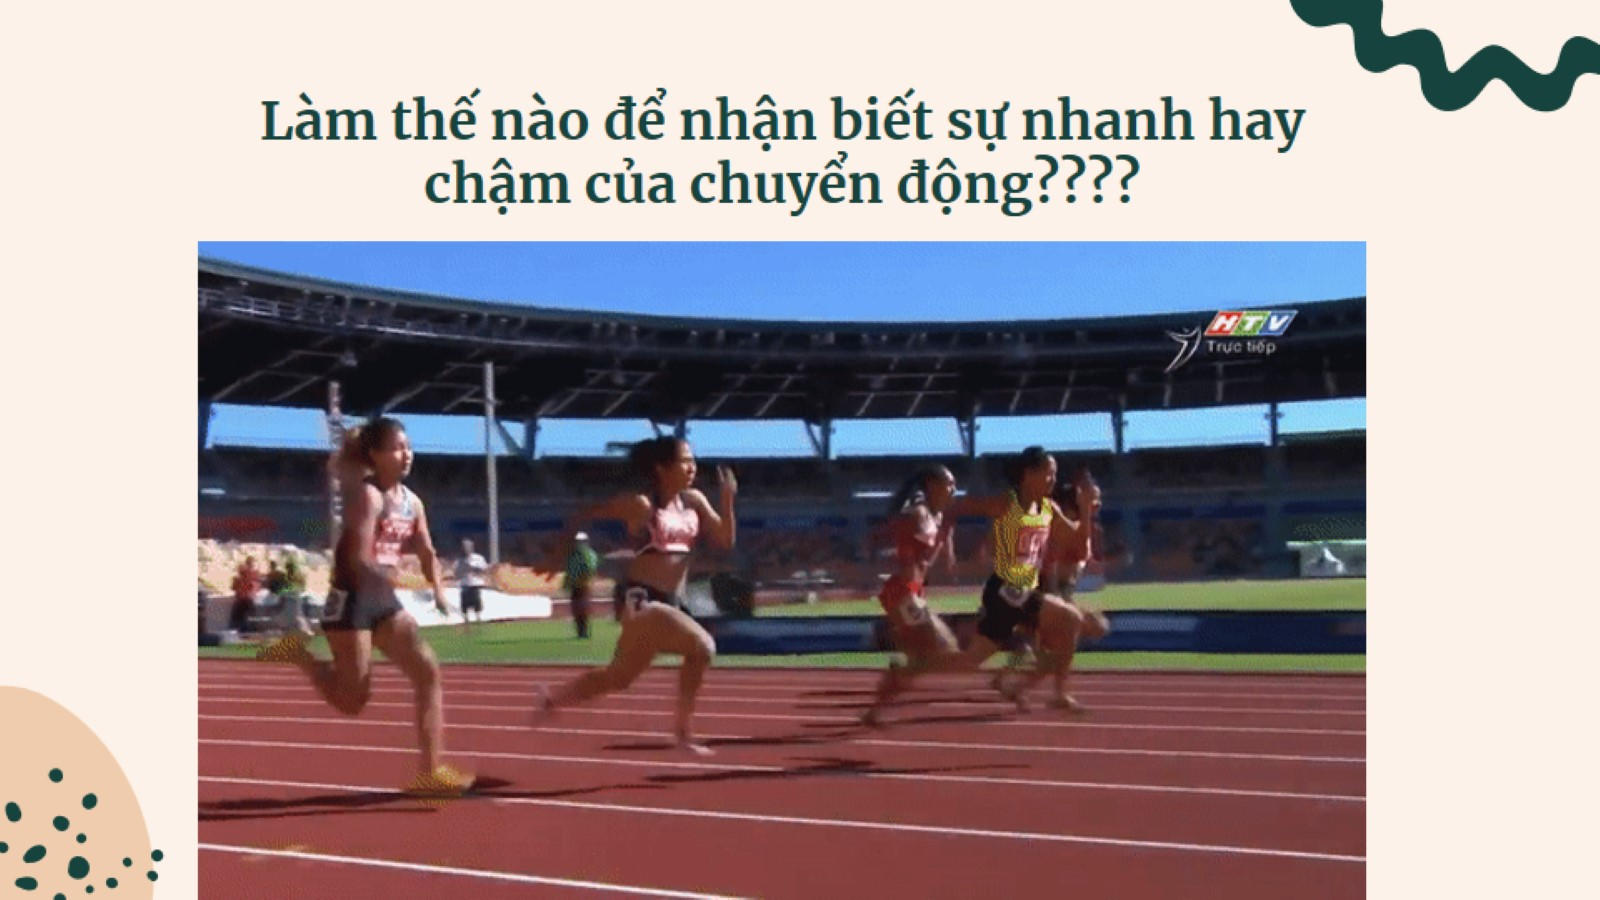 Làm thế nào để nhận biết sự nhanh hay
chậm của chuyển động????
HTV
Trực tiếp